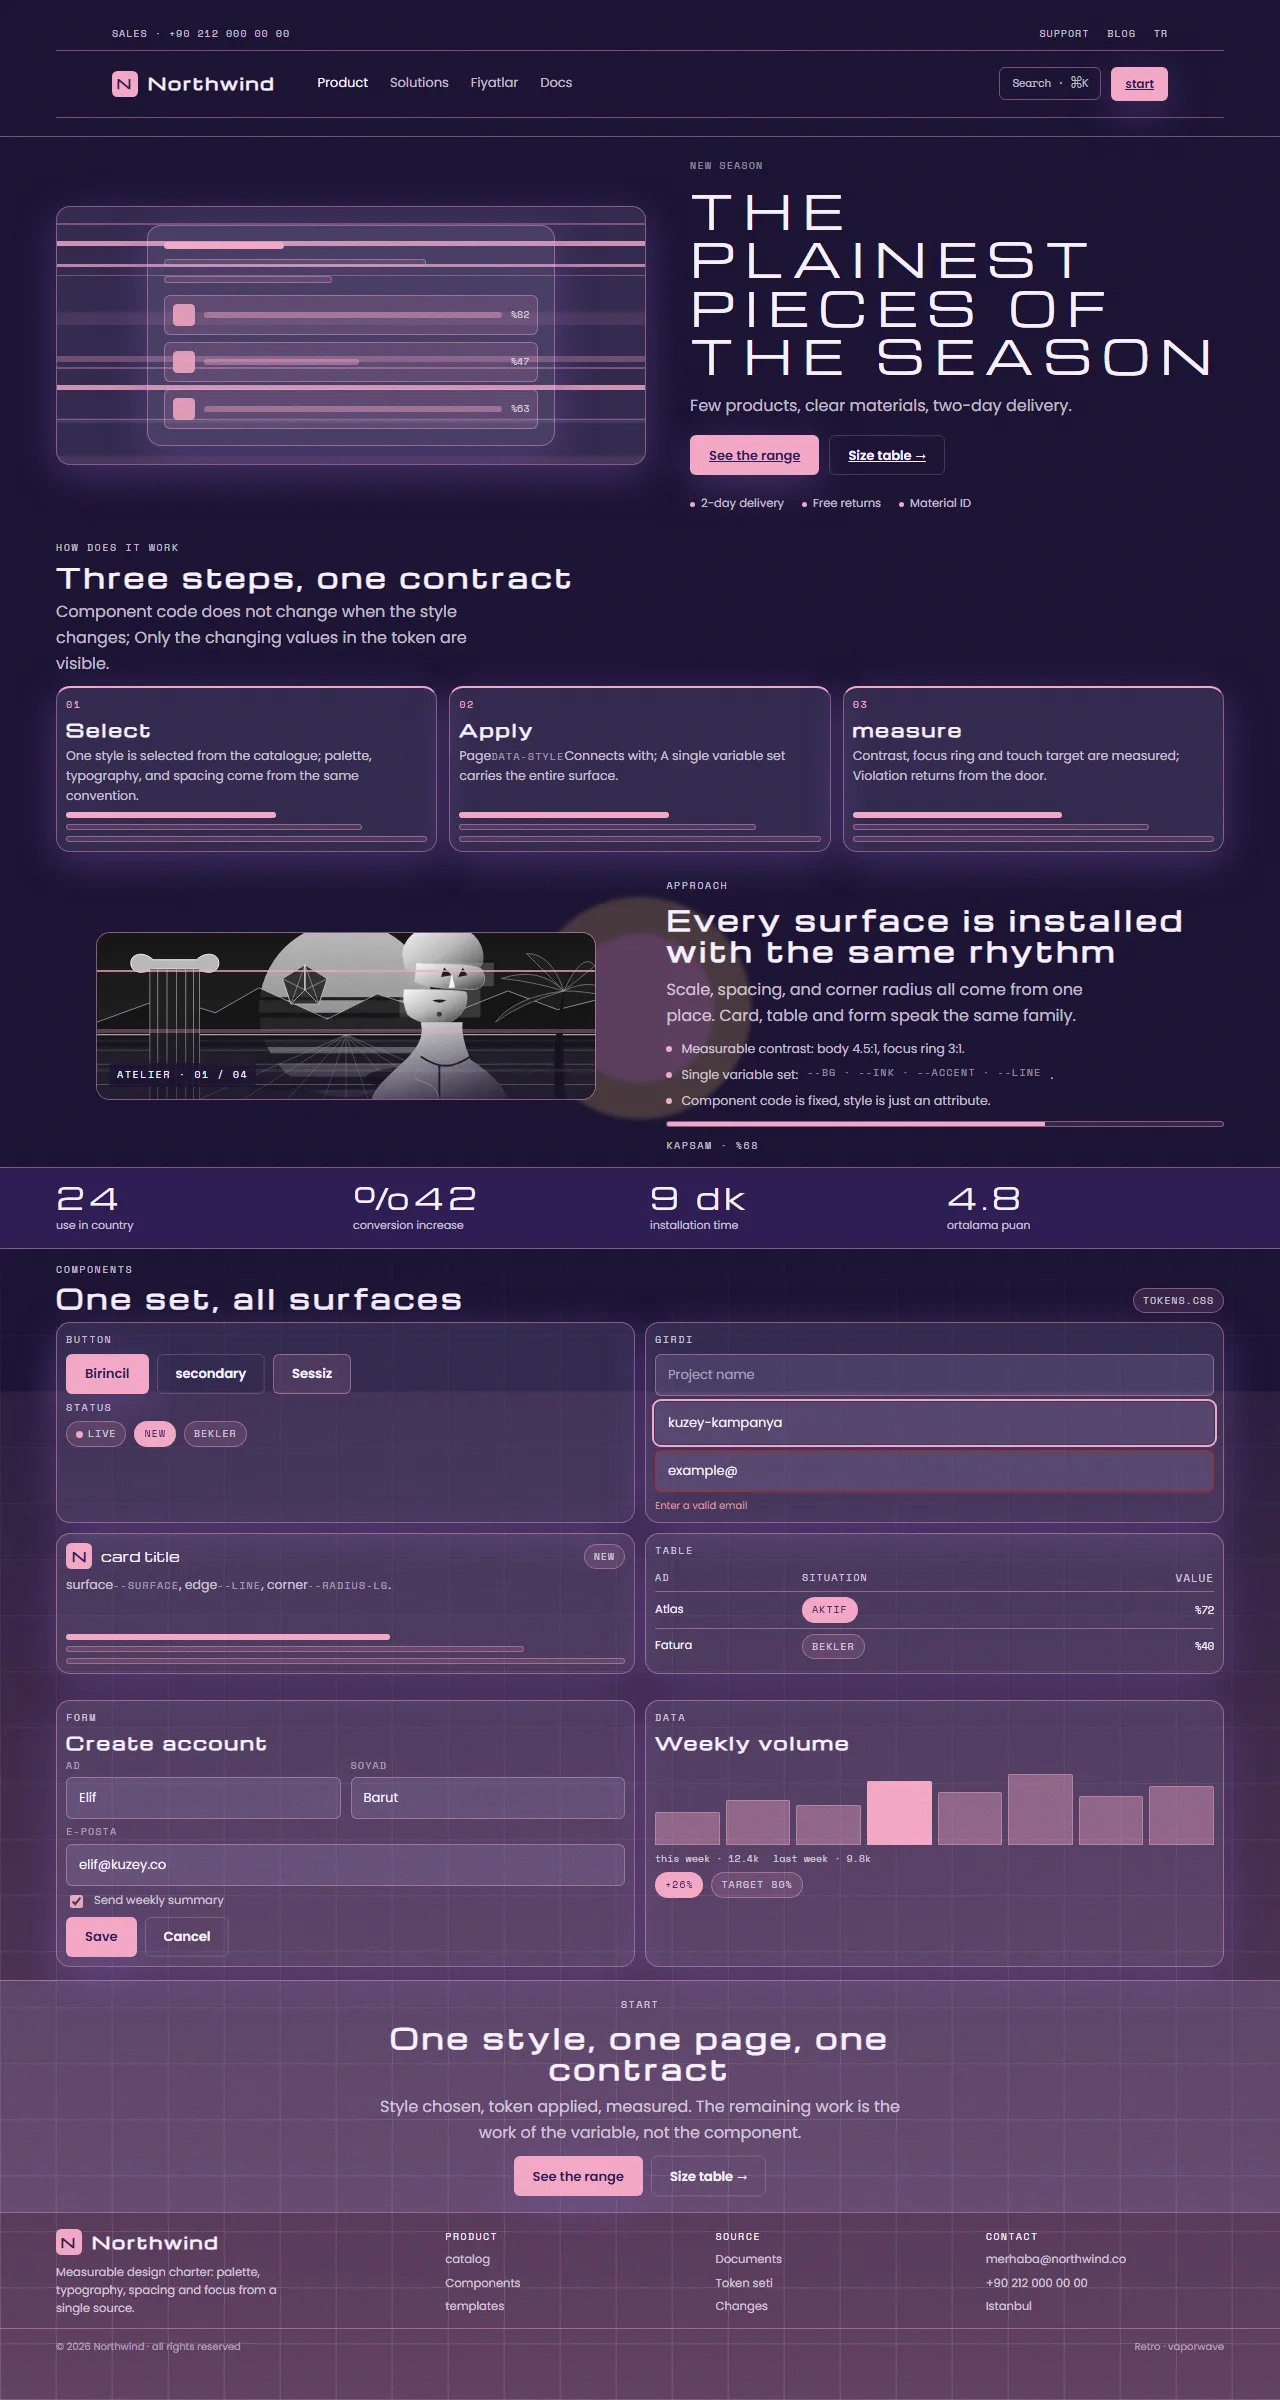 SALES · +90 212 000 00 00
SUPPORT BLOG TR
N Northwind Product Solutions Fiyatlar Docs Search · ⌘K start
NEW SEASON
THE
PLAINEST
PIECES OF
THE SEASON
Few products, clear materials, two-day delivery.
See the range Size table →
2-day delivery Free returns Material ID
%82
%47
%63
HOW DOES IT WORK
Three steps, one contract
Component code does not change when the style
changes; Only the changing values in the token are
visible.
01
Select
One style is selected from the catalogue; palette,
typography, and spacing come from the same
convention.
02
Apply
PageDATA-STYLEConnects with; A single variable set
carries the entire surface.
03
measure
Contrast, focus ring and touch target are measured;
Violation returns from the door.
ATELIER · 01 / 04
APPROACH
Every surface is installed
with the same rhythm
Scale, spacing, and corner radius all come from one
place. Card, table and form speak the same family.
Measurable contrast: body 4.5:1, focus ring 3:1.
Single variable set: --BG · --INK · --ACCENT · --LINE .
Component code is fixed, style is just an attribute.
KAPSAM · %68
24
use in country
%42
conversion increase
9 dk
installation time
4.8
ortalama puan
COMPONENTS
One set, all surfaces
TOKENS.CSS
BUTTON
Birincil secondary Sessiz
STATUS
LIVE NEW BEKLER
GIRDI
Project name
kuzey-kampanya
example@
Enter a valid email
N card title NEW
surface--SURFACE, edge--LINE, corner--RADIUS-LG.
TABLE
AD SITUATION VALUE
Atlas AKTIF %72
Fatura BEKLER %40
FORM
Create account
AD SOYAD
Elif Barut
E-POSTA
elif@kuzey.co
Send weekly summary
Save Cancel
DATA
Weekly volume
this week · 12.4k last week · 9.8k
+26% TARGET 80%
START
One style, one page, one
contract
Style chosen, token applied, measured. The remaining work is the
work of the variable, not the component.
See the range Size table →
N Northwind
Measurable design charter: palette,
typography, spacing and focus from a
single source.
PRODUCT
catalog
Components
templates
SOURCE
Documents
Token seti
Changes
CONTACT
merhaba@northwind.co
+90 212 000 00 00
Istanbul
© 2026 Northwind · all rights reserved
Retro · vaporwave